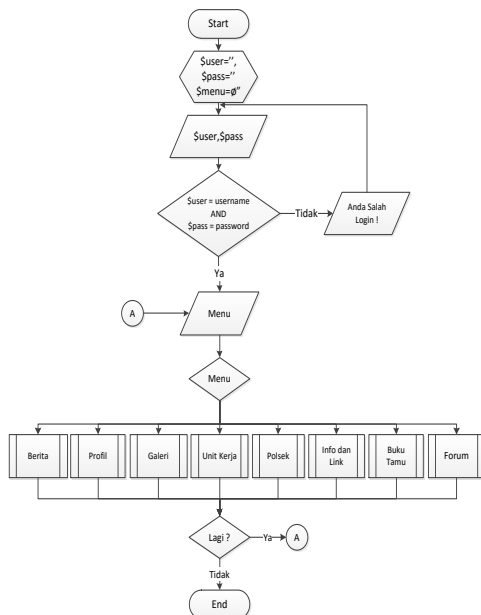 Start
$user='',
$pass=''
$menu=ø"
$user,$pass
$user = username
AND
$pass = password
Tidak
Anda Salah
Login !
Ya
A
Menu
Menu
Berita
Profil
Galeri
Unit Kerja
Polsek
Info dan
Link
Buku
Tamu
Forum
Lagi ?
Ya
A
Tidak
End